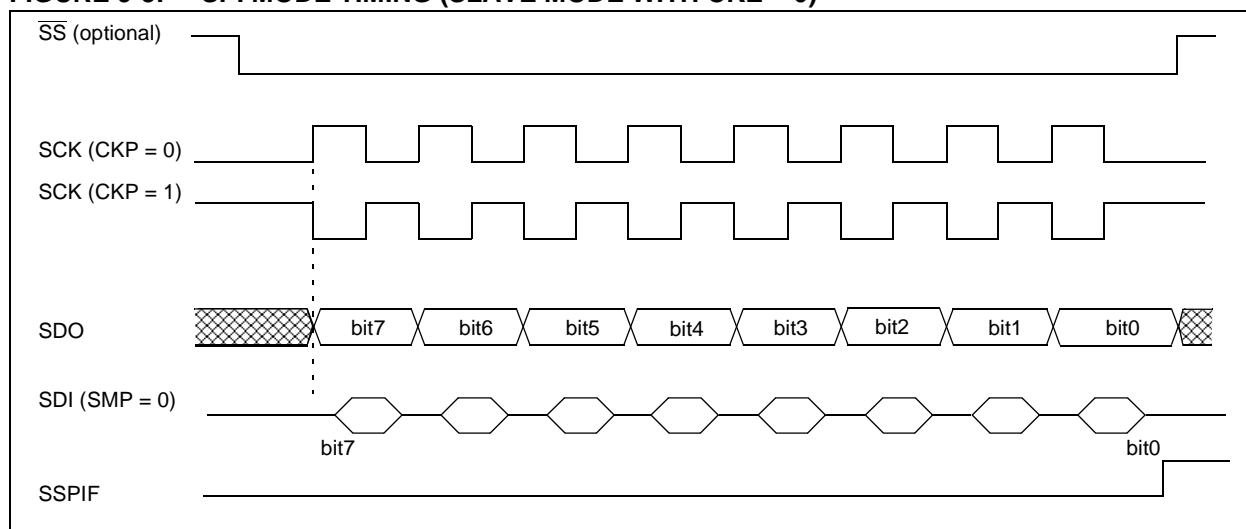 FIGURE 9-3: SPI MODE TIMING (SLAVE MODE WITH CKE = 0)
SS (optional)
SCK (CKP = 0)
SCK (CKP = 1)
SDO
bit7 bit6 bit5 bit4 bit3 bit2 bit1 bit0
SDI (SMP = 0)
bit7 bit0
SSPIF